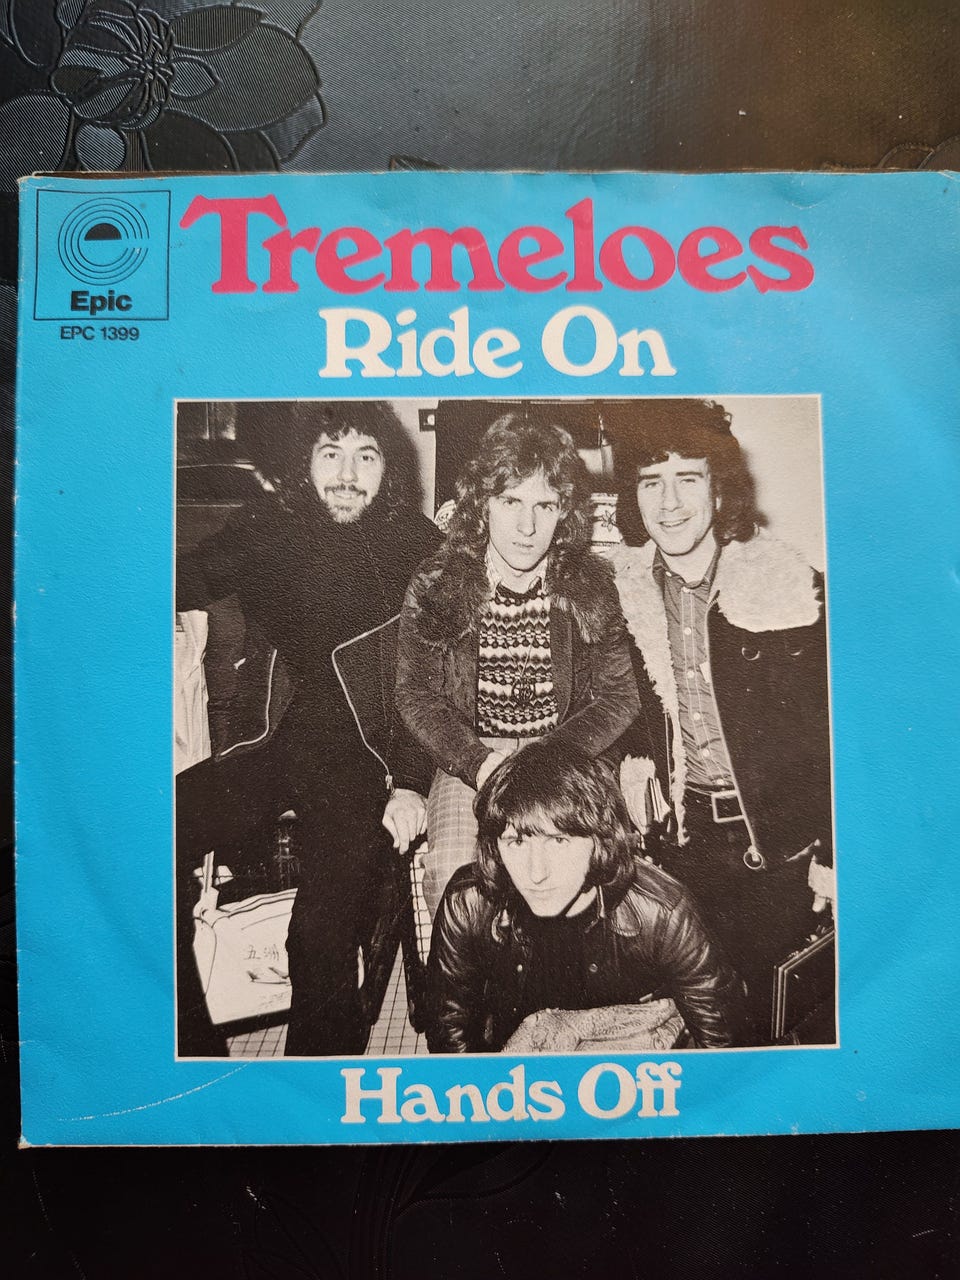 Epic
EPC 1399
Tremeloes
Ride On
Hands Off